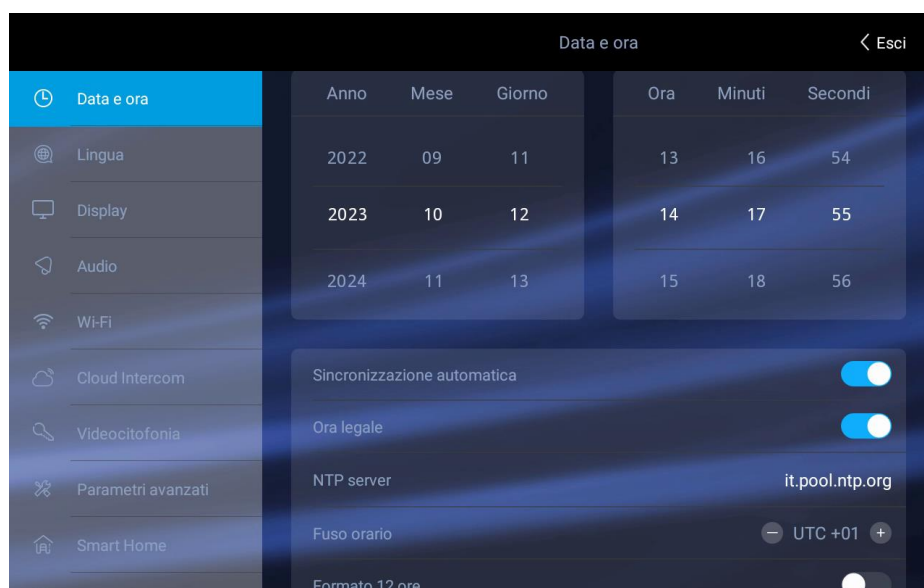 Data e ora
Esci
Data e ora
Lingua
Display
Audio
Wi-Fi
Cloud Intercom
Videocitofonia
Parametri avanzati
Smart Home
Anno Mese Giorno
2022 09 11
2023 10 12
2024 11 13
Ora Minuti Secondi
13 16 54
14 17 55
15 18 56
Sincronizzazione automatica
Ora legale
NTP server it.pool.ntp.org
Fuso orario − UTC +01 +
Formato 12 ore